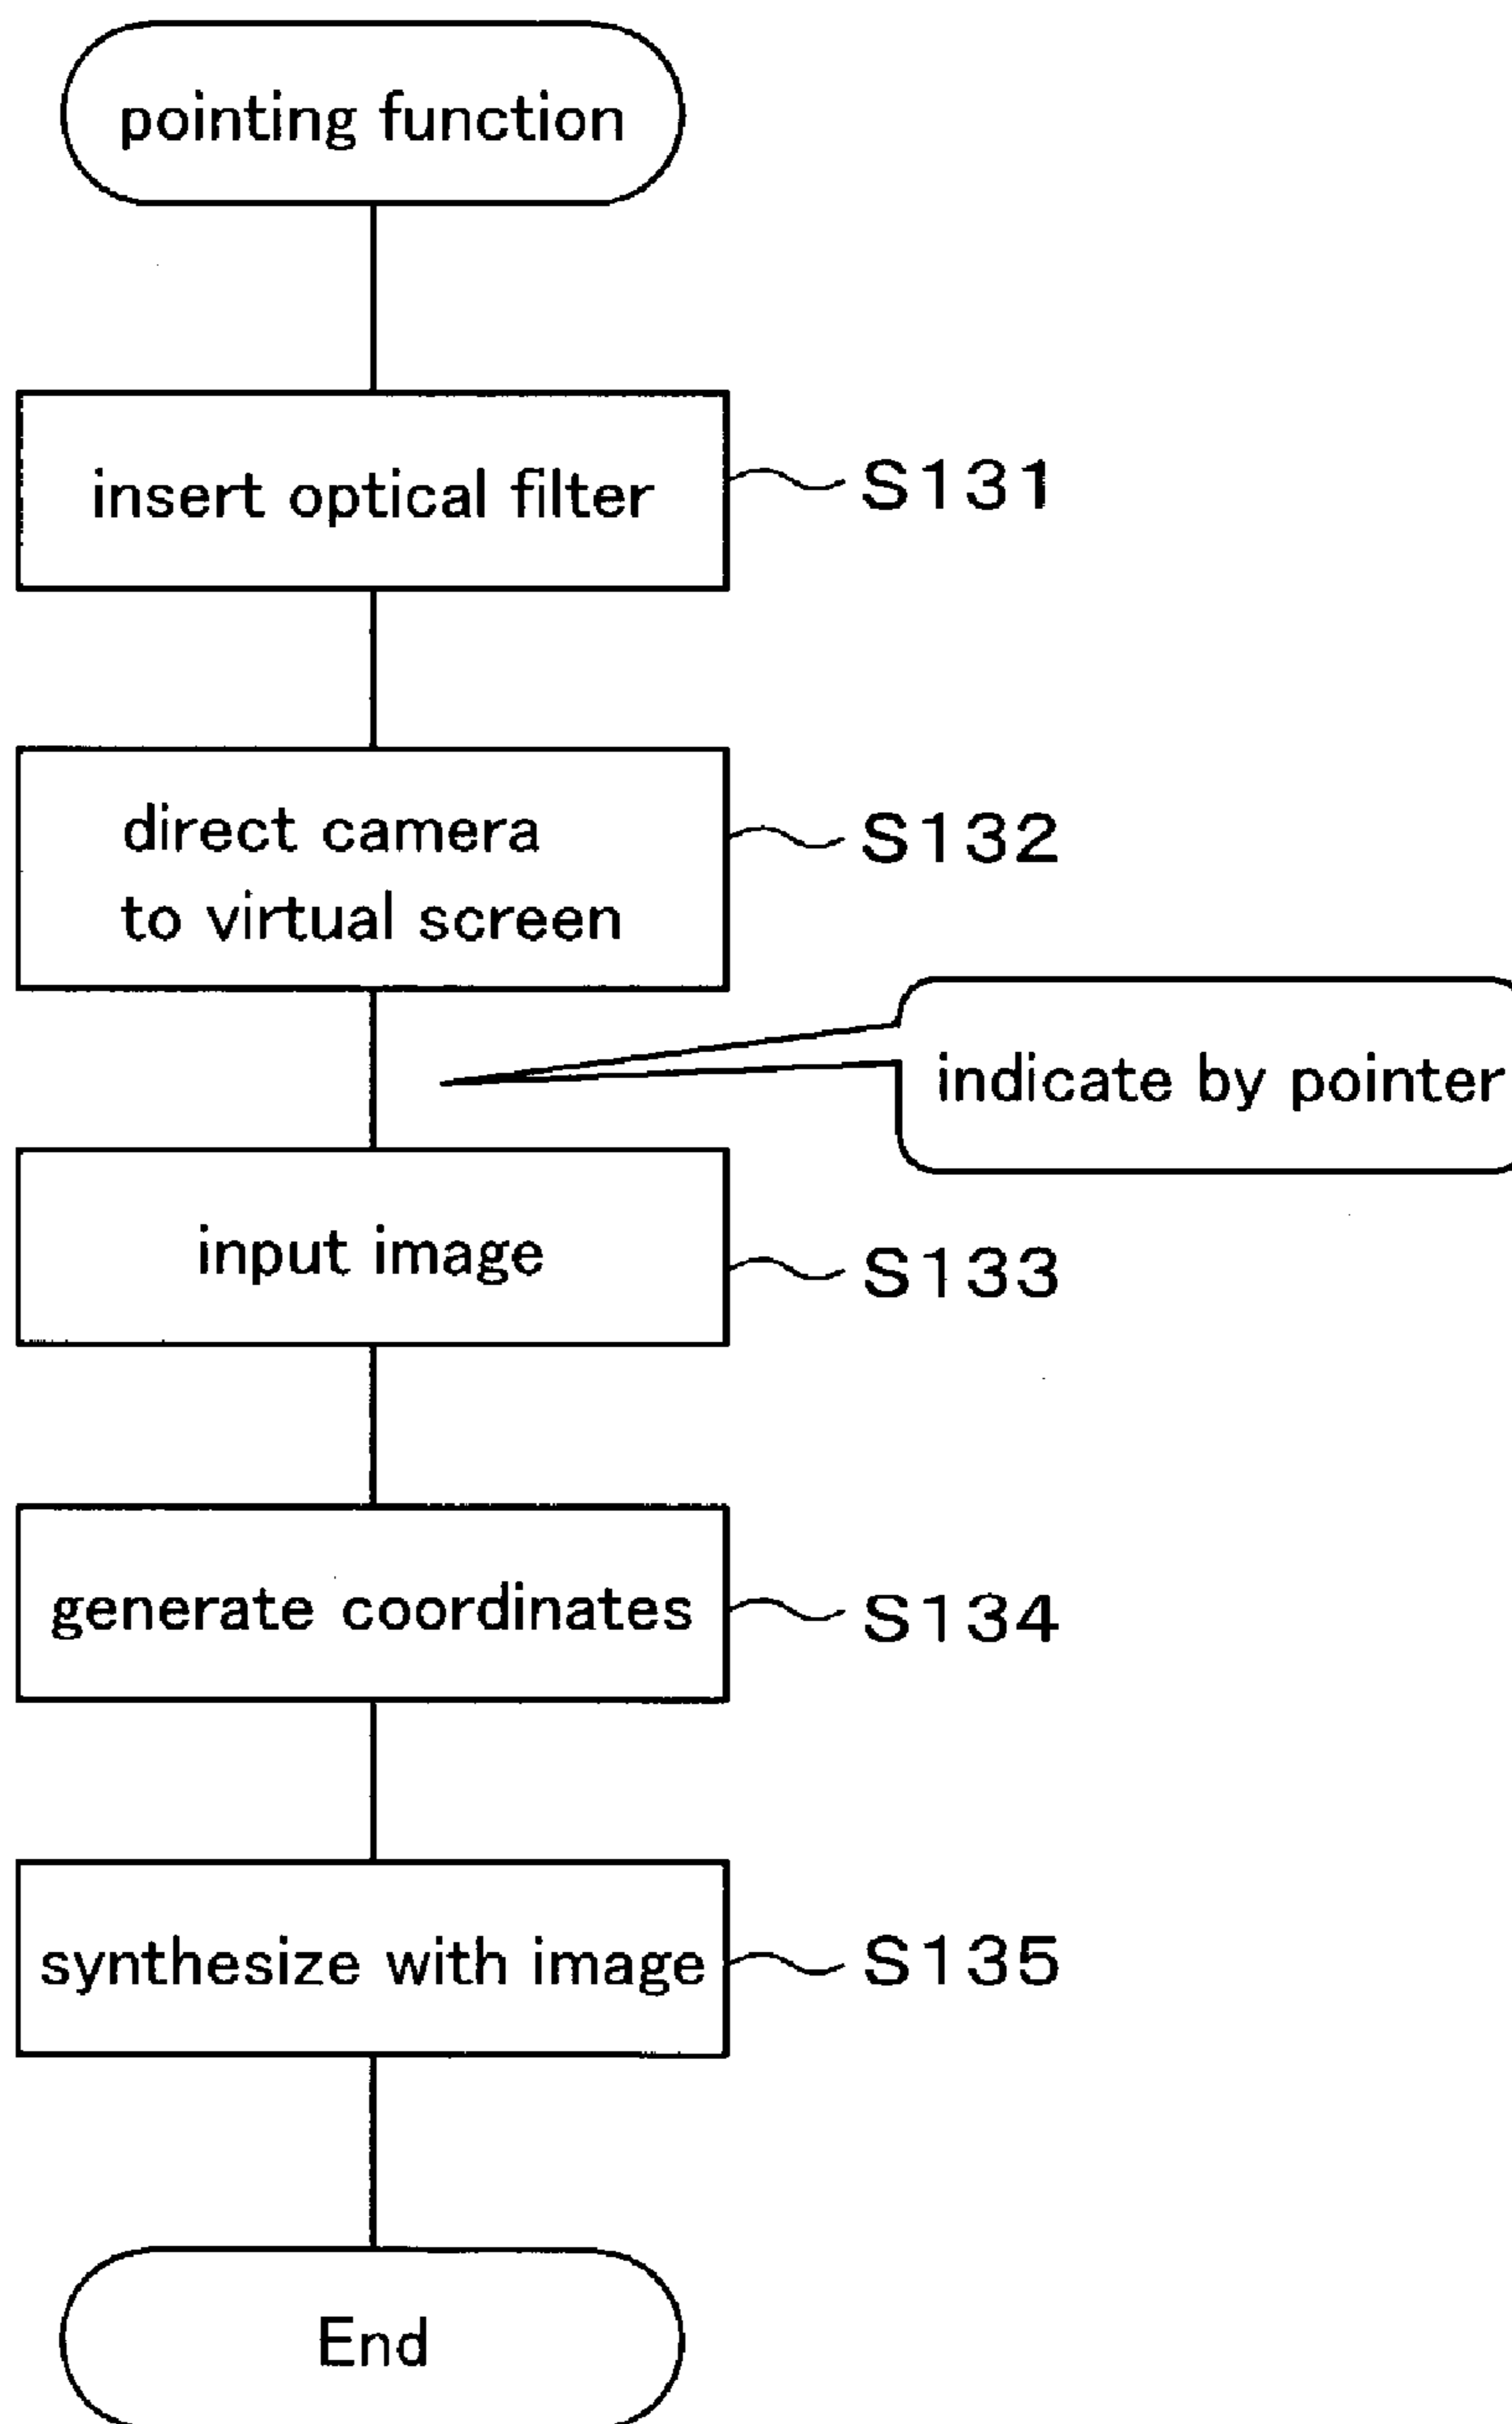 pointing function
insert optical filter
S131
direct camera
to virtual screen
S132
indicate by pointer
input image
S133
generate coordinates
S134
synthesize with image
S135
End